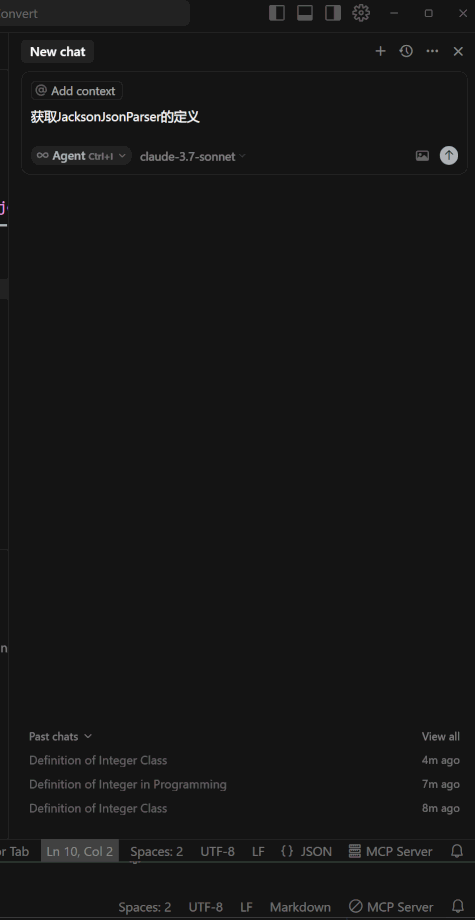 onvert
New chat
Add context
获取JacksonJsonParser的定义
Agent Ctrl+I
claude-3.7-sonnet
j
n
Past chats
View all
Definition of Integer Class
4m ago
Definition of Integer in Programming
7m ago
Definition of Integer Class
8m ago
or Tab
Ln 10, Col 2
Spaces: 2
UTF-8
LF
{} JSON
MCP Server
Spaces: 2
UTF-8
LF
Markdown
MCP Server